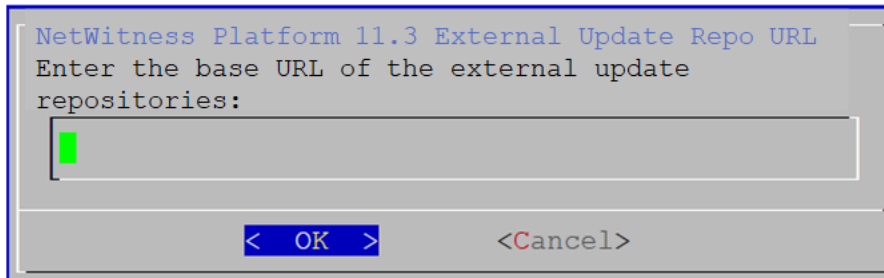 NetWitness Platform 11.3 External Update Repo URL
Enter the base URL of the external update
repositories:
< OK > <Cancel>